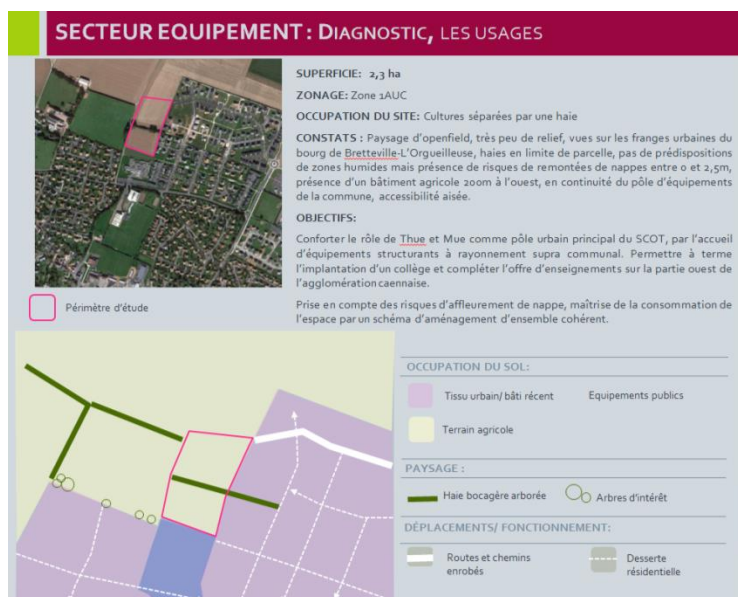 SECTEUR EQUIPEMENT : DIAGNOSTIC, LES USAGES
SUPERFICIE: 2,3 ha
ZONAGE: Zone 1AUC
OCCUPATION DU SITE: Cultures séparées par une haie
CONSTATS : Paysage d'openfield, très peu de relief, vues sur les franges urbaines du
bourg de Bretteville-L'Orgueilleuse, haies en limite de parcelle, pas de prédispositions
de zones humides mais présence de risques de remontées de nappes entre 0 et 2,5m,
présence d'un bâtiment agricole 200m à l'ouest, en continuité du pôle d'équipements
de la commune, accessibilité aisée.
OBJECTIFS:
Conforter le rôle de Thue et Mue comme pôle urbain principal du SCOT, par l'accueil
d'équipements structurants à rayonnement supra communal. Permettre à terme
l'implantation d'un collège et compléter l'offre d'enseignements sur la partie ouest de
l'agglomération caennaise.
Prise en compte des risques d'affleurement de nappe, maîtrise de la consommation de
l'espace par un schéma d'aménagement d'ensemble cohérent.
Périmètre d'étude
OCCUPATION DU SOL:
Tissu urbain/ bâti récent Equipements publics
Terrain agricole
PAYSAGE :
Haie bocagère arborée Arbres d'intérêt
DÉPLACEMENTS/ FONCTIONNEMENT:
Routes et chemins
enrobés
Desserte
résidentielle